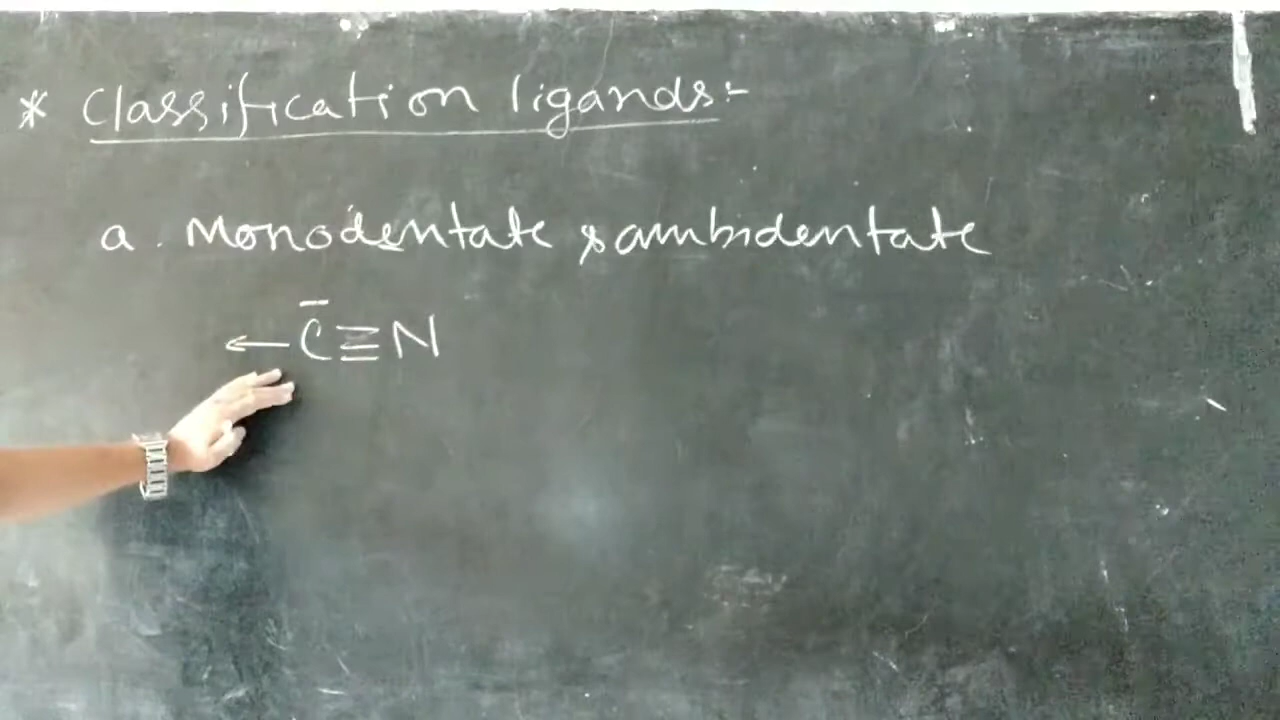 * Classification ligands:-
a. Monodentate & ambidentate
← C̄≡N